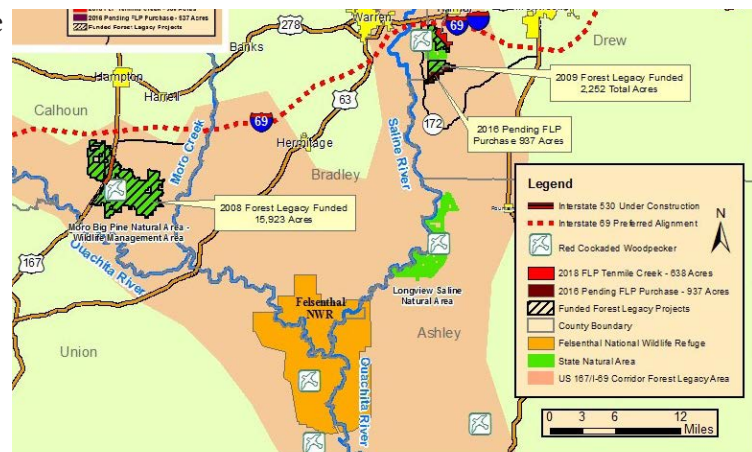 e
2016 Pending FLP Purchase - 937 Acres
Funded Forest Legacy Projects
278
Warren
69
Drew
Banks
Hampton
Harrell
2009 Forest Legacy Funded
2,252 Total Acres
63
Calhoun
69
172
2016 Pending FLP
Purchase 937 Acres
Hermitage
Moro Creek
Saline River
Bradley
2008 Forest Legacy Funded
15,923 Acres
Moro Big Pine Natural Area -
Wildlife Management Area
167
Ouachita River
Longview Saline
Natural Area
Felsenthal
NWR
Union
Ashley
Ouachita River
Legend
Interstate 530 Under Construction
Interstate 69 Preferred Alignment
Red Cockaded Woodpecker
N
2018 FLP Tenmile Creek - 638 Acres
2016 Pending FLP Purchase - 937 Acres
Funded Forest Legacy Projects
County Boundary
Felsenthal National Wildlife Refuge
State Natural Area
US 167/I-69 Corridor Forest Legacy Area
0 3 6 12
Miles